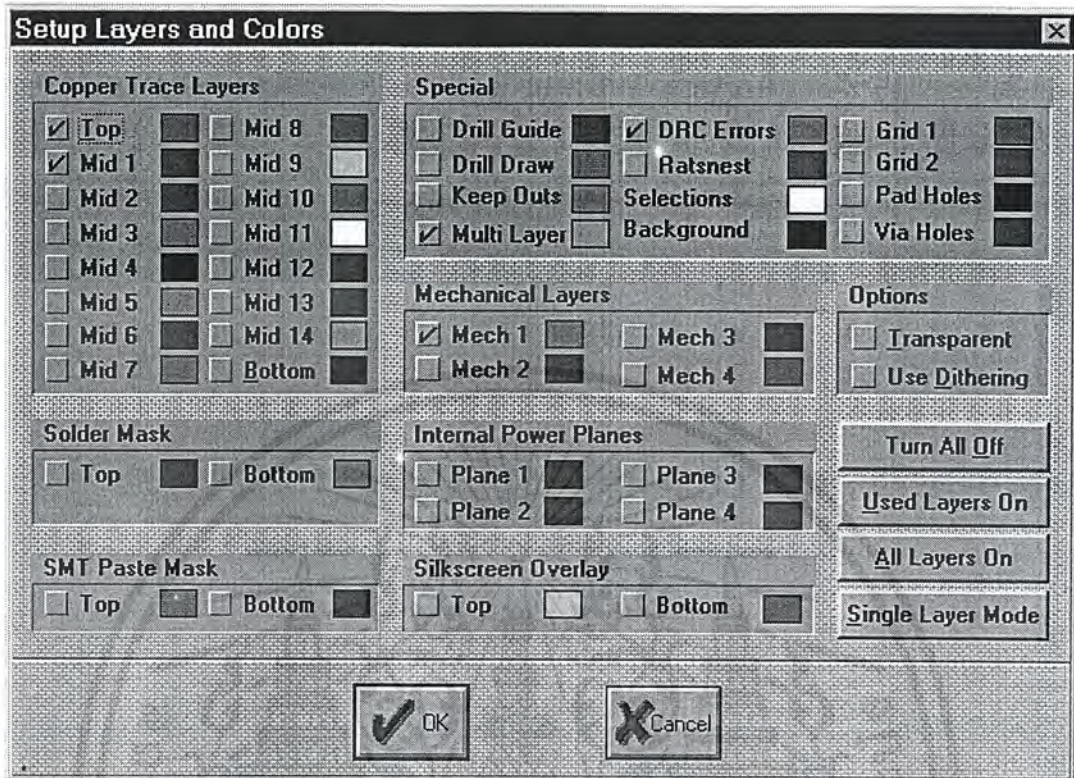 Setup Layers and Colors
Copper Trace Layers
Top
Mid 1
Mid 2
Mid 3
Mid 4
Mid 5
Mid 6
Mid 7
Mid 8
Mid 9
Mid 10
Mid 11
Mid 12
Mid 13
Mid 14
Bottom
Special
Drill Guide
Drill Draw
Keep Outs
Multi Layer
DRC Errors
Ratsnest
Selections
Background
Grid 1
Grid 2
Pad Holes
Via Holes
Mechanical Layers
Mech 1
Mech 2
Mech 3
Mech 4
Options
Transparent
Use Dithering
Solder Mask
Top
Bottom
Internal Power Planes
Plane 1
Plane 2
Plane 3
Plane 4
Turn All Off
Used Layers On
All Layers On
Single Layer Mode
SMT Paste Mask
Top
Bottom
Silkscreen Overlay
Top
Bottom
OK
Cancel